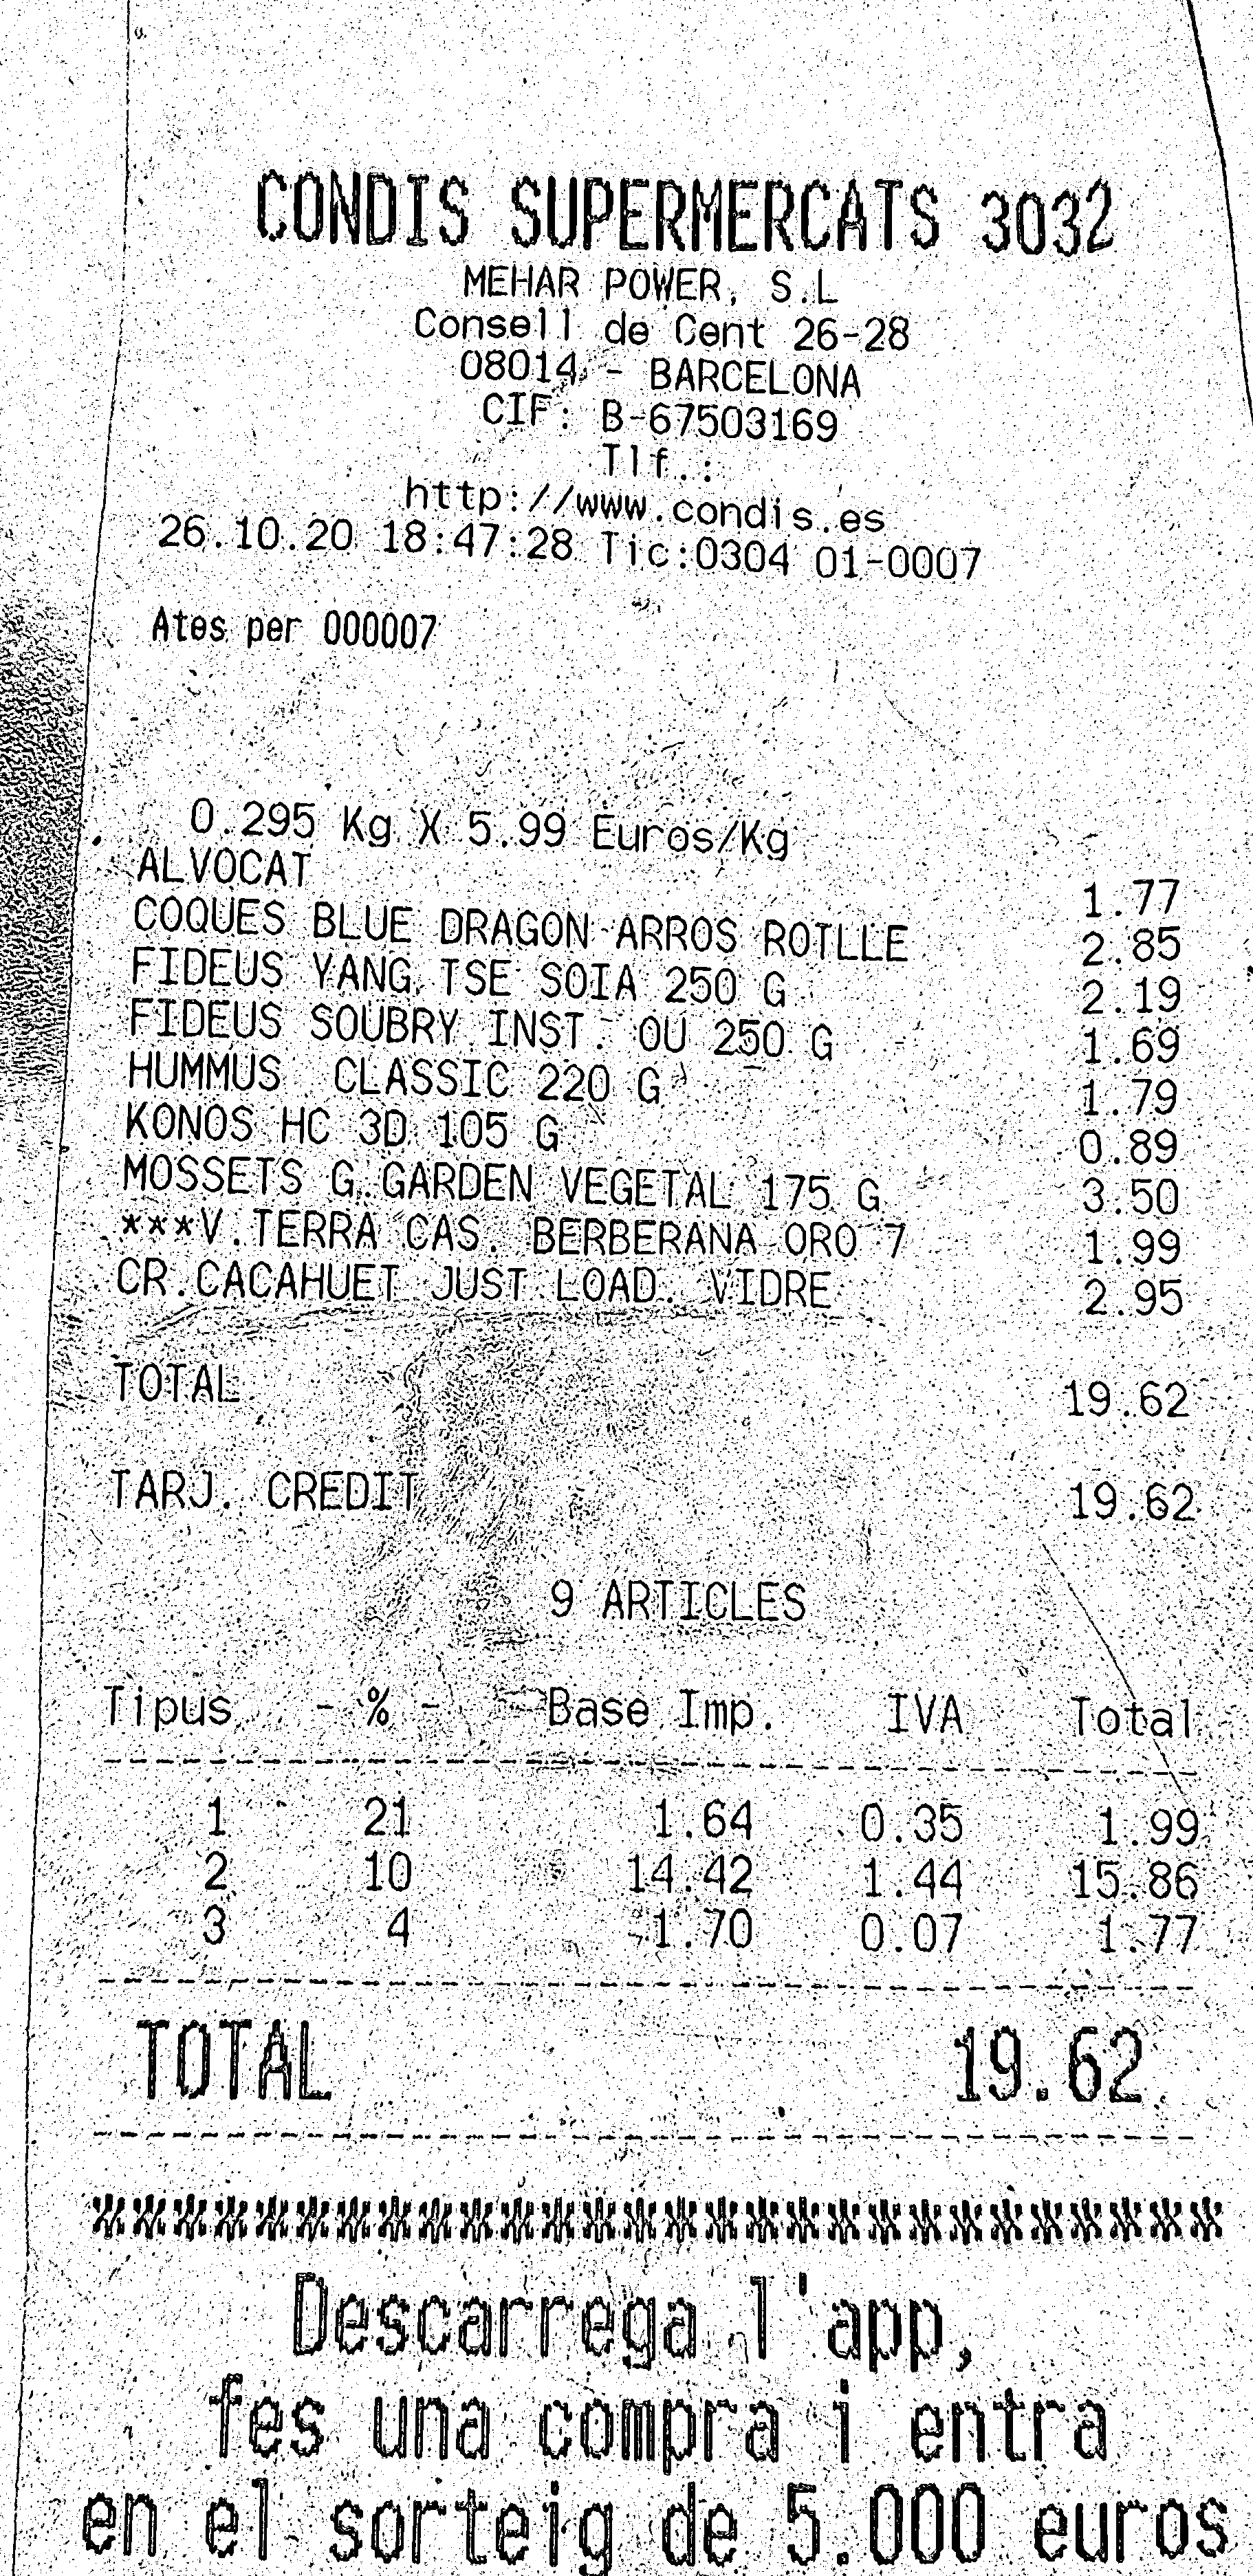 CONDIS SUPERMERCATS 3032
MEHAR POWER, S.L
Consell de Cent 26-28
08014 - BARCELONA
CIF: B-67503169
Tlf.:
http://www.condis.es
26.10.20 18:47:28 Tic:0304 01-0007
Ates per 000007
0.295 Kg X 5.99 Euros/Kg
ALVOCAT 1.77
COQUES BLUE DRAGON ARROS ROTLLE 2.85
FIDEUS YANG TSE SOIA 250 G 2.19
FIDEUS SOUBRY INST. OU 250 G 1.69
HUMMUS CLASSIC 220 G 1.79
KONOS HC 3D 105 G 0.89
MOSSETS G.GARDEN VEGETAL 175 G 3.50
***V.TERRA CAS. BERBERANA ORO 7 1.99
CR.CACAHUET JUST LOAD. VIDRE 2.95
TOTAL 19.62
TARJ. CREDIT 19.62
9 ARTICLES
Tipus - % - Base Imp. IVA Total
1 21 1.64 0.35 1.99
2 10 14.42 1.44 15.86
3 4 1.70 0.07 1.77
TOTAL 19.62
Descarrega l'app,
fes una compra i entra
en el sorteig de 5.000 euros